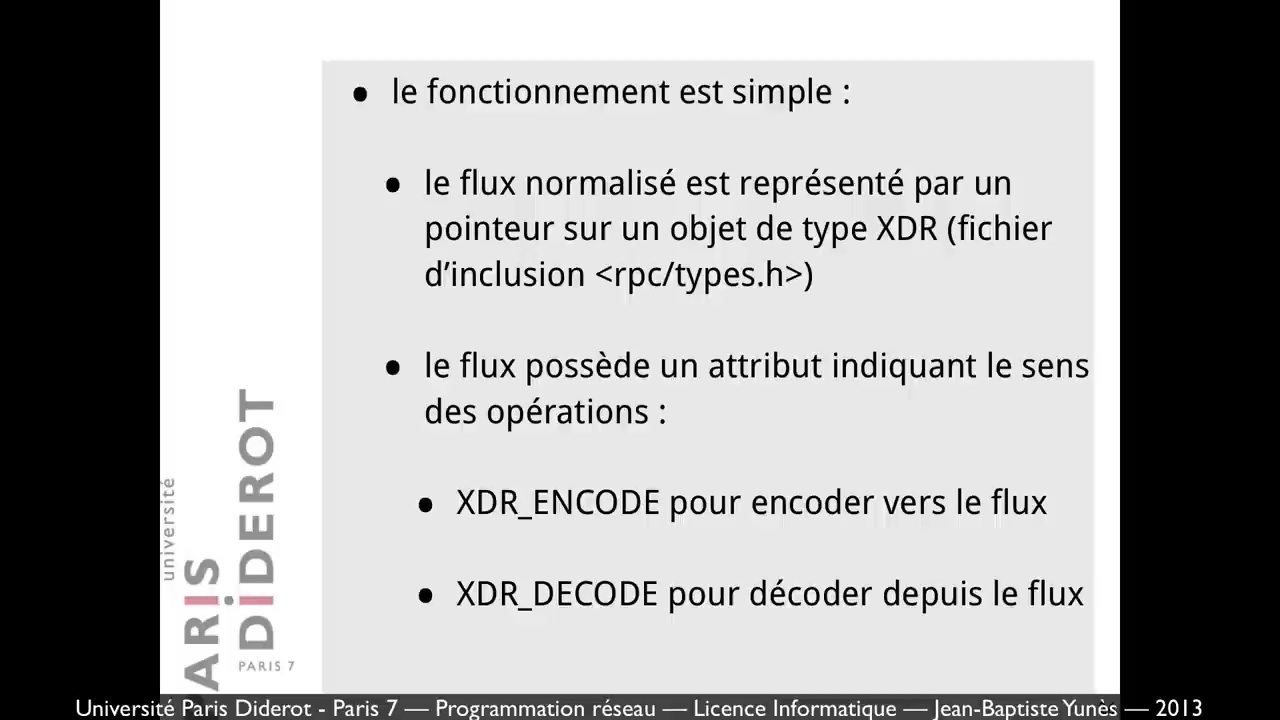 • le fonctionnement est simple :
• le flux normalisé est représenté par un
pointeur sur un objet de type XDR (fichier
d’inclusion <rpc/types.h>)
• le flux possède un attribut indiquant le sens
des opérations :
• XDR_ENCODE pour encoder vers le flux
• XDR_DECODE pour décoder depuis le flux
université
PARIS
DiDEROT
PARIS 7
Université Paris Diderot - Paris 7 — Programmation réseau — Licence Informatique — Jean-Baptiste Yunès — 2013